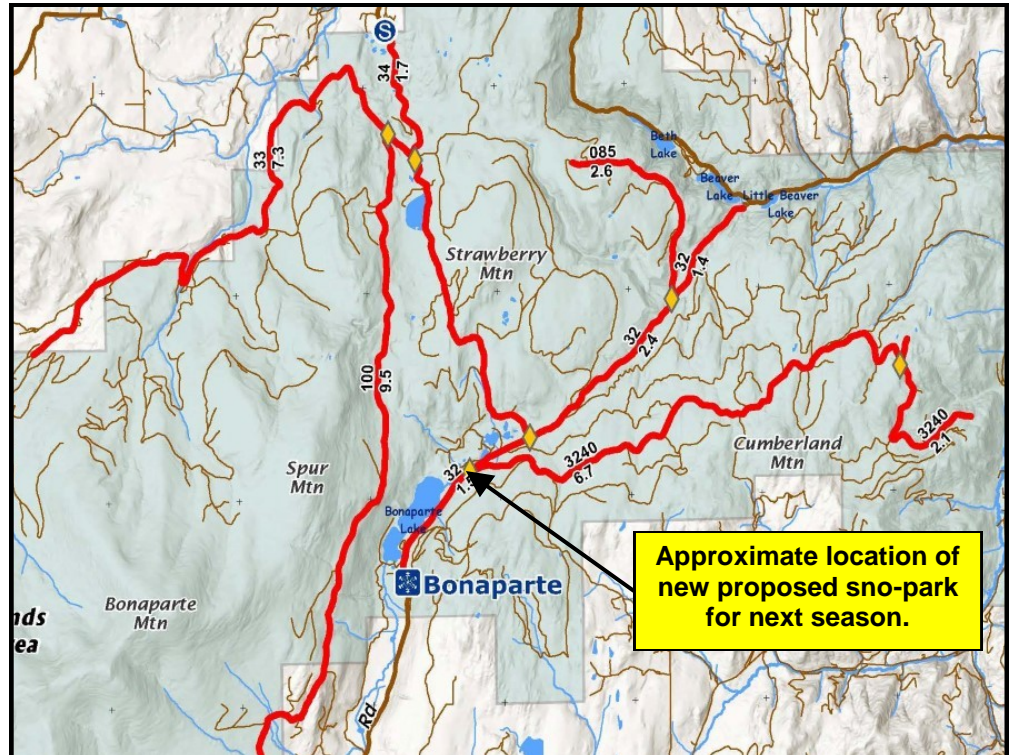 S
34
1.7
33
7.3
Beth
Lake
085
2.6
Beaver
Lake
Little Beaver
Lake
32
1.4
Strawberry
Mtn
32
2.4
100
9.5
3240
2.1
Cumberland
Mtn
3240
6.7
Spur
Mtn
32
Bonaparte
Lake
Bonaparte
Approximate location of
new proposed sno-park
for next season.
Bonaparte
Mtn
nds
ea
Rd